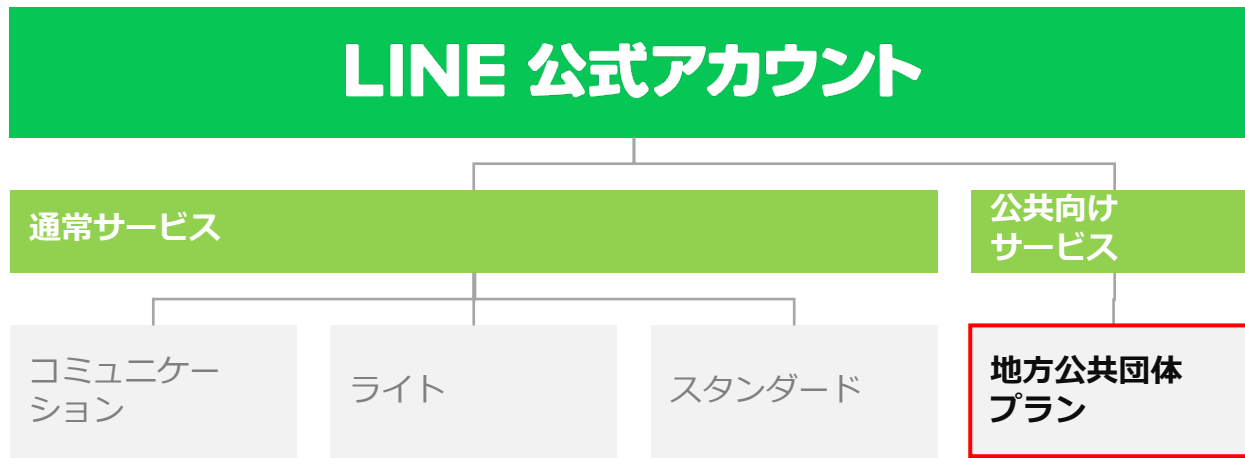 LINE 公式アカウント
通常サービス
公共向け
サービス
コミュニケー
ション
ライト
スタンダード
地方公共団体
プラン